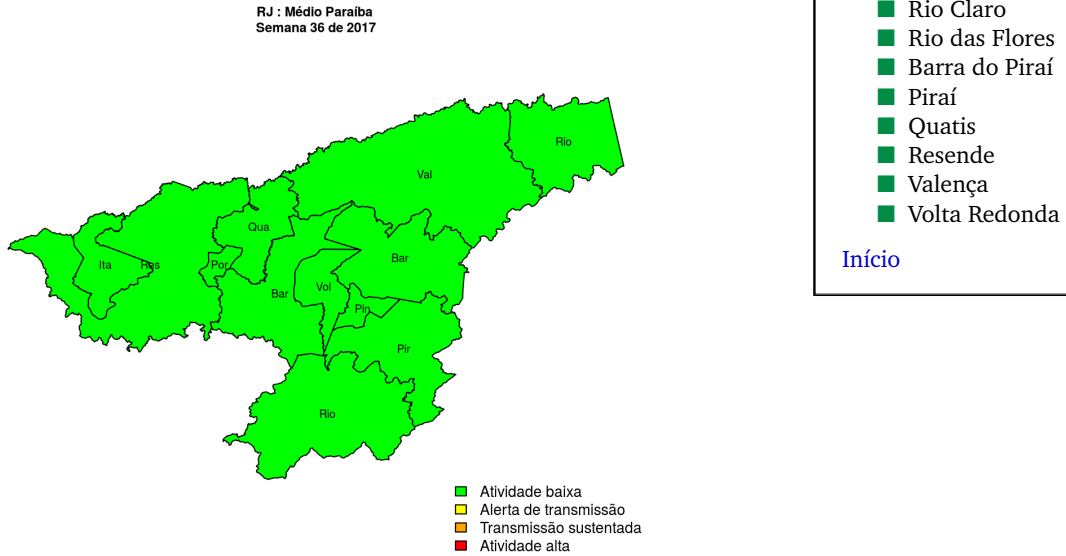 RJ : Médio Paraíba
Semana 36 de 2017
Rio
Val
Qua
Ita
Res
Por
Bar
Bar
Vol
Pin
Pir
Rio
Atividade baixa
Alerta de transmissão
Transmissão sustentada
Atividade alta
Rio Claro
Rio das Flores
Barra do Piraí
Piraí
Quatis
Resende
Valença
Volta Redonda
Início